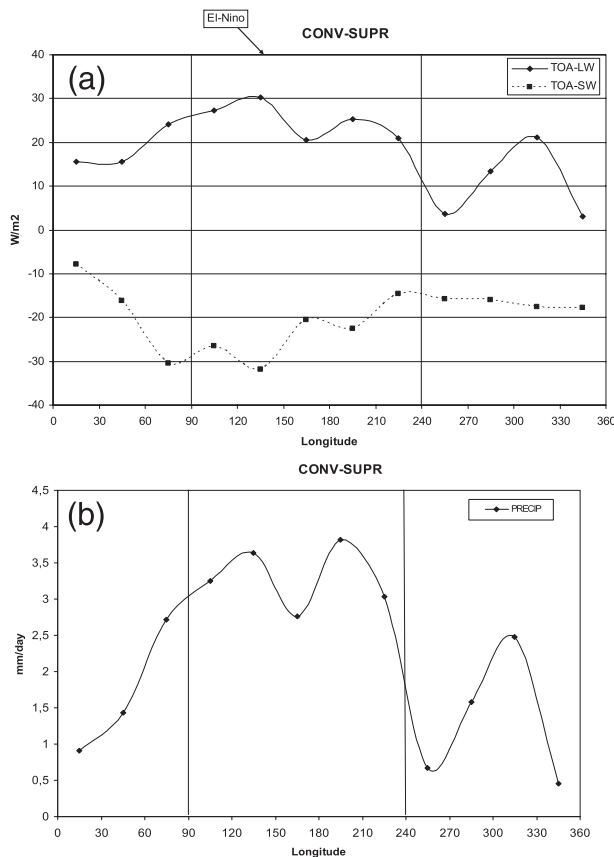 El-Nino
CONV-SUPR
(a)
TOA-LW
TOA-SW
40
30
20
10
0
-10
-20
-30
-40
W/m2
0 30 60 90 120 150 180 210 240 270 300 330 360
Longitude
CONV-SUPR
(b)
PRECIP
4,5
4
3,5
3
2,5
2
1,5
1
0,5
0
mm/day
0 30 60 90 120 150 180 210 240 270 300 330 360
Longitude